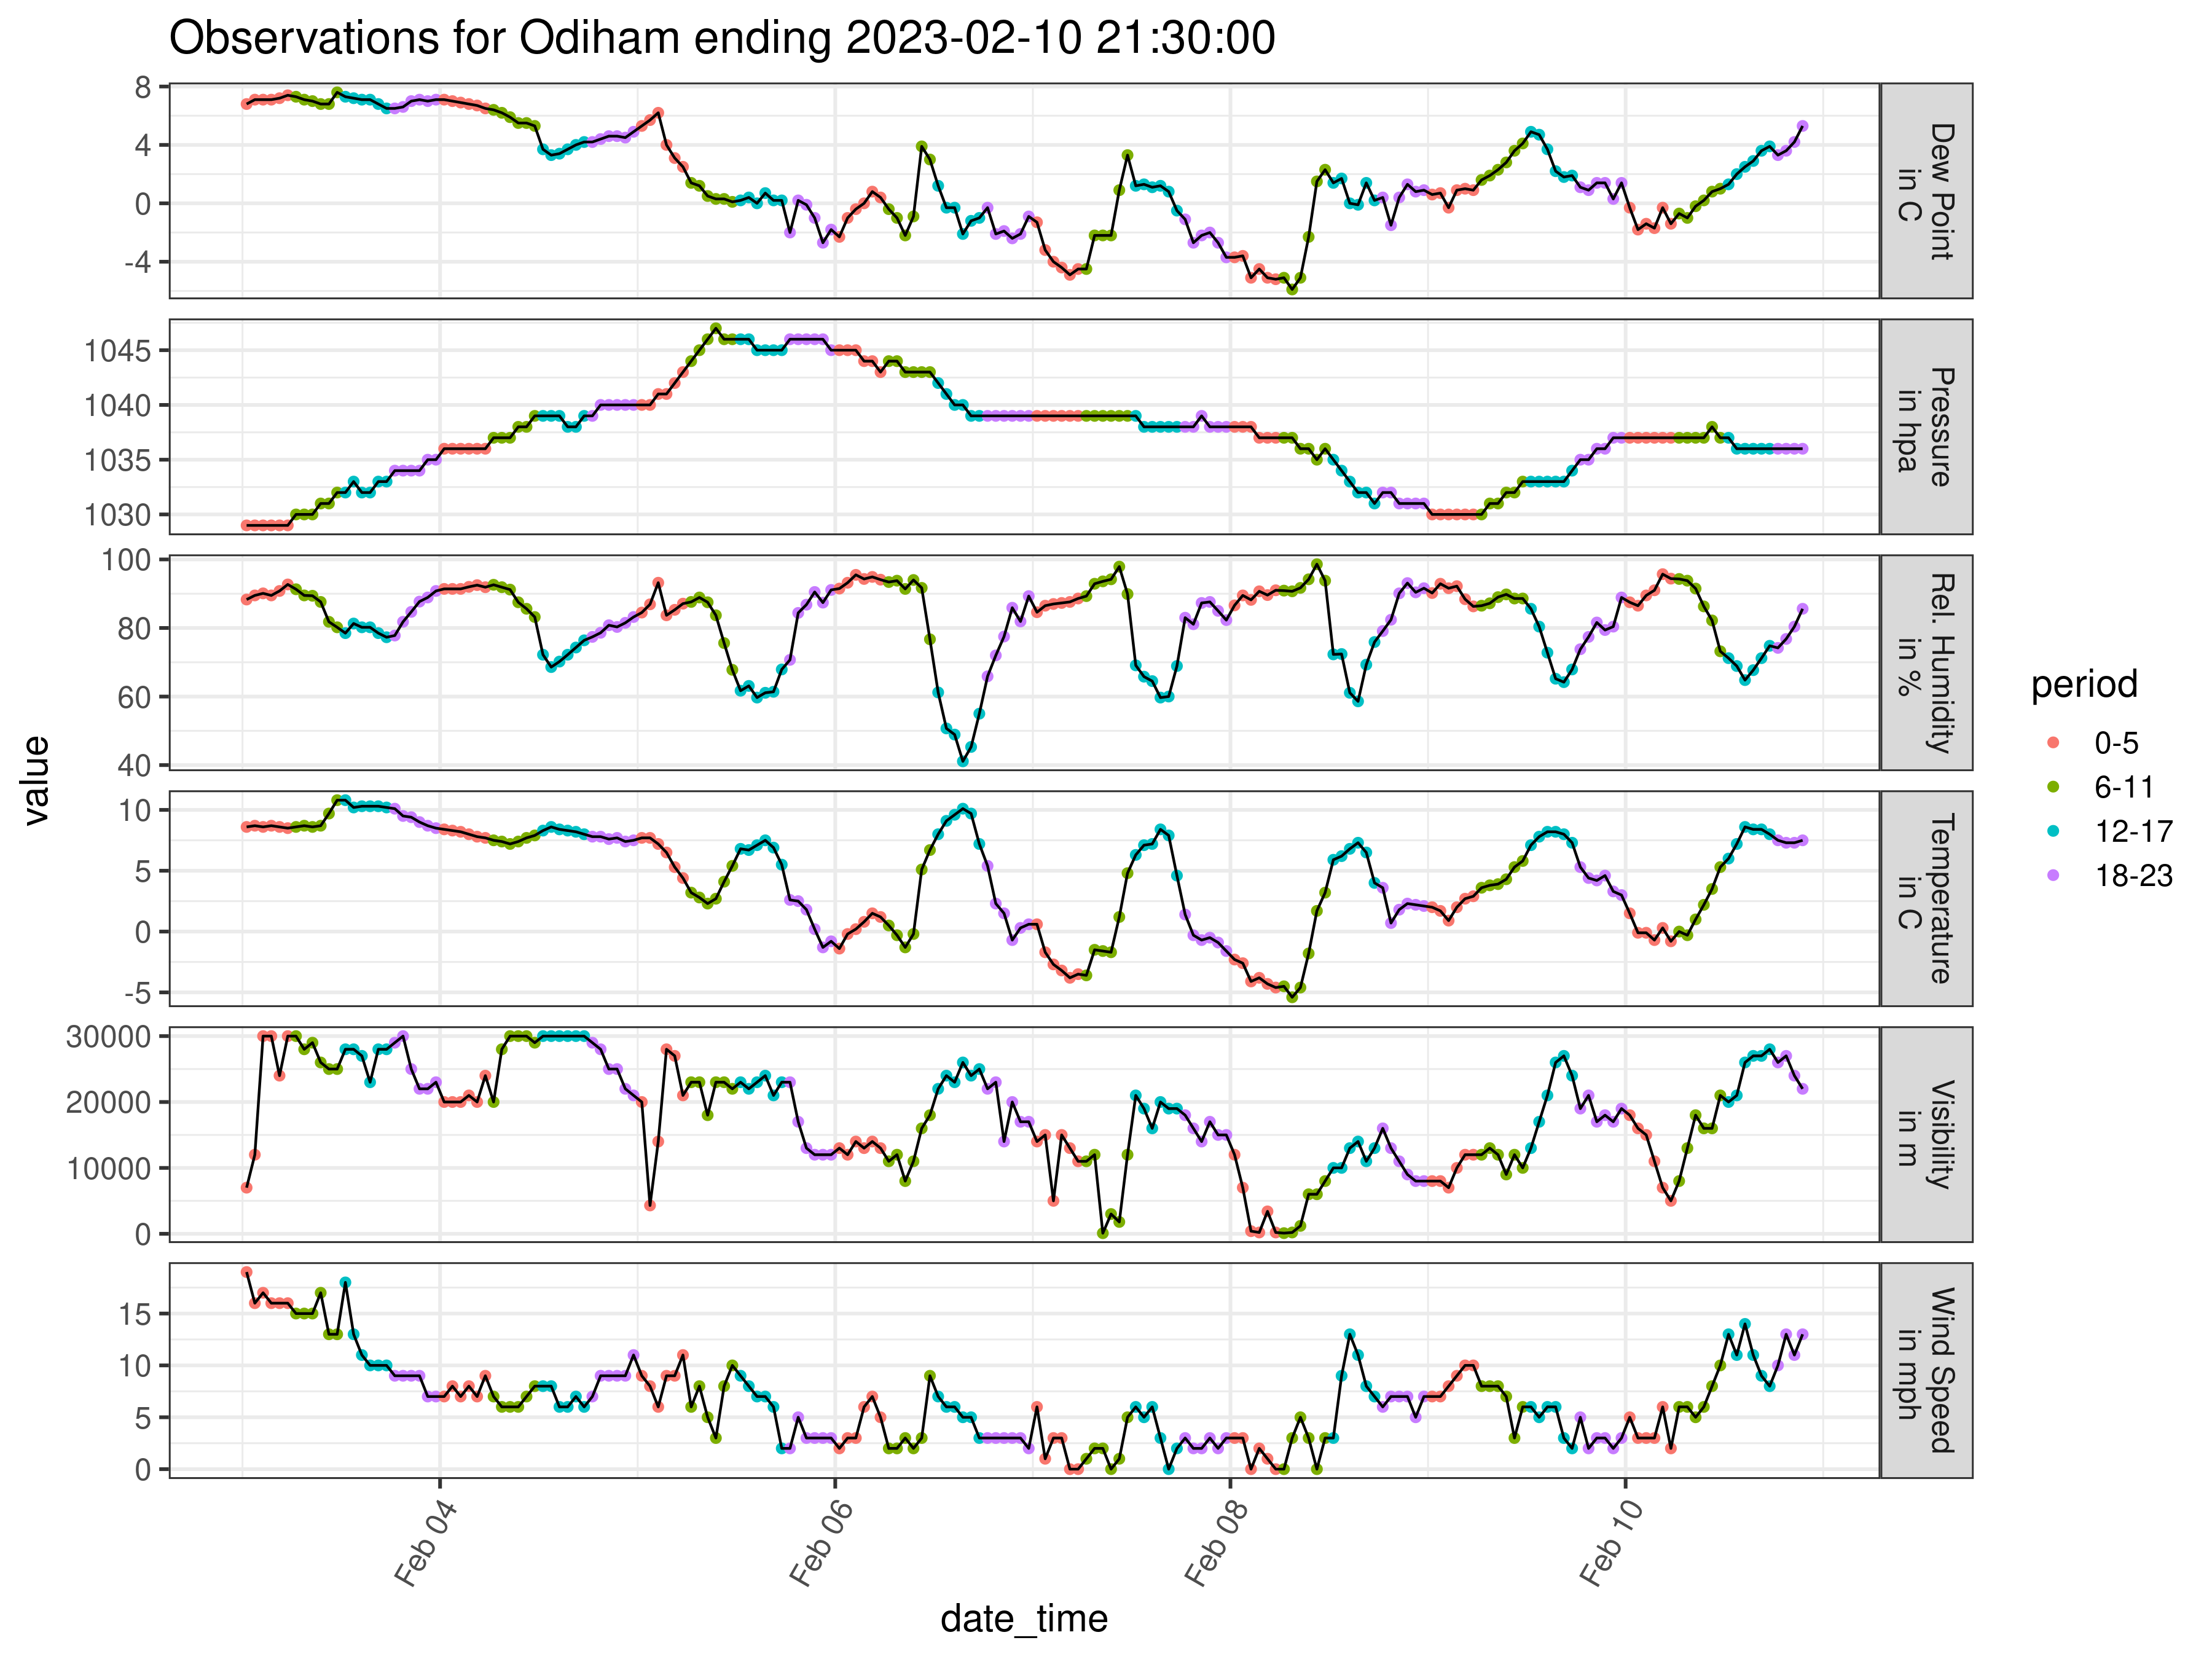 Observations for Odiham ending 2023-02-10 21:30:00
value
8
4
0
-4
Dew Point
in C
1045
1040
1035
1030
Pressure
in hpa
100
80
60
40
Rel. Humidity
in %
10
5
0
-5
Temperature
in C
30000
20000
10000
0
Visibility
in m
15
10
5
0
Wind Speed
in mph
Feb 04
Feb 06
Feb 08
Feb 10
date_time
period
0-5
6-11
12-17
18-23